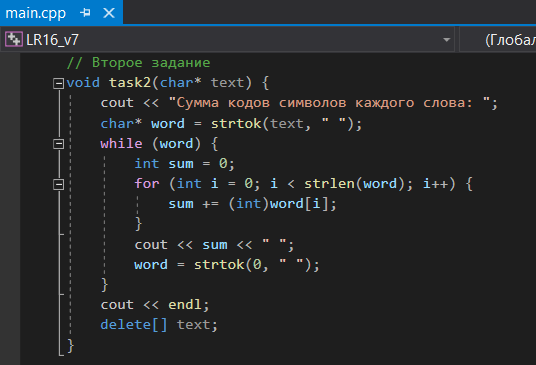 main.cpp
LR16_v7 (Глобал
// Второе задание
void task2(char* text) {
    cout << "Сумма кодов символов каждого слова: ";
    char* word = strtok(text, " ");
    while (word) {
        int sum = 0;
        for (int i = 0; i < strlen(word); i++) {
            sum += (int)word[i];
        }
        cout << sum << " ";
        word = strtok(0, " ");
    }
    cout << endl;
    delete[] text;
}